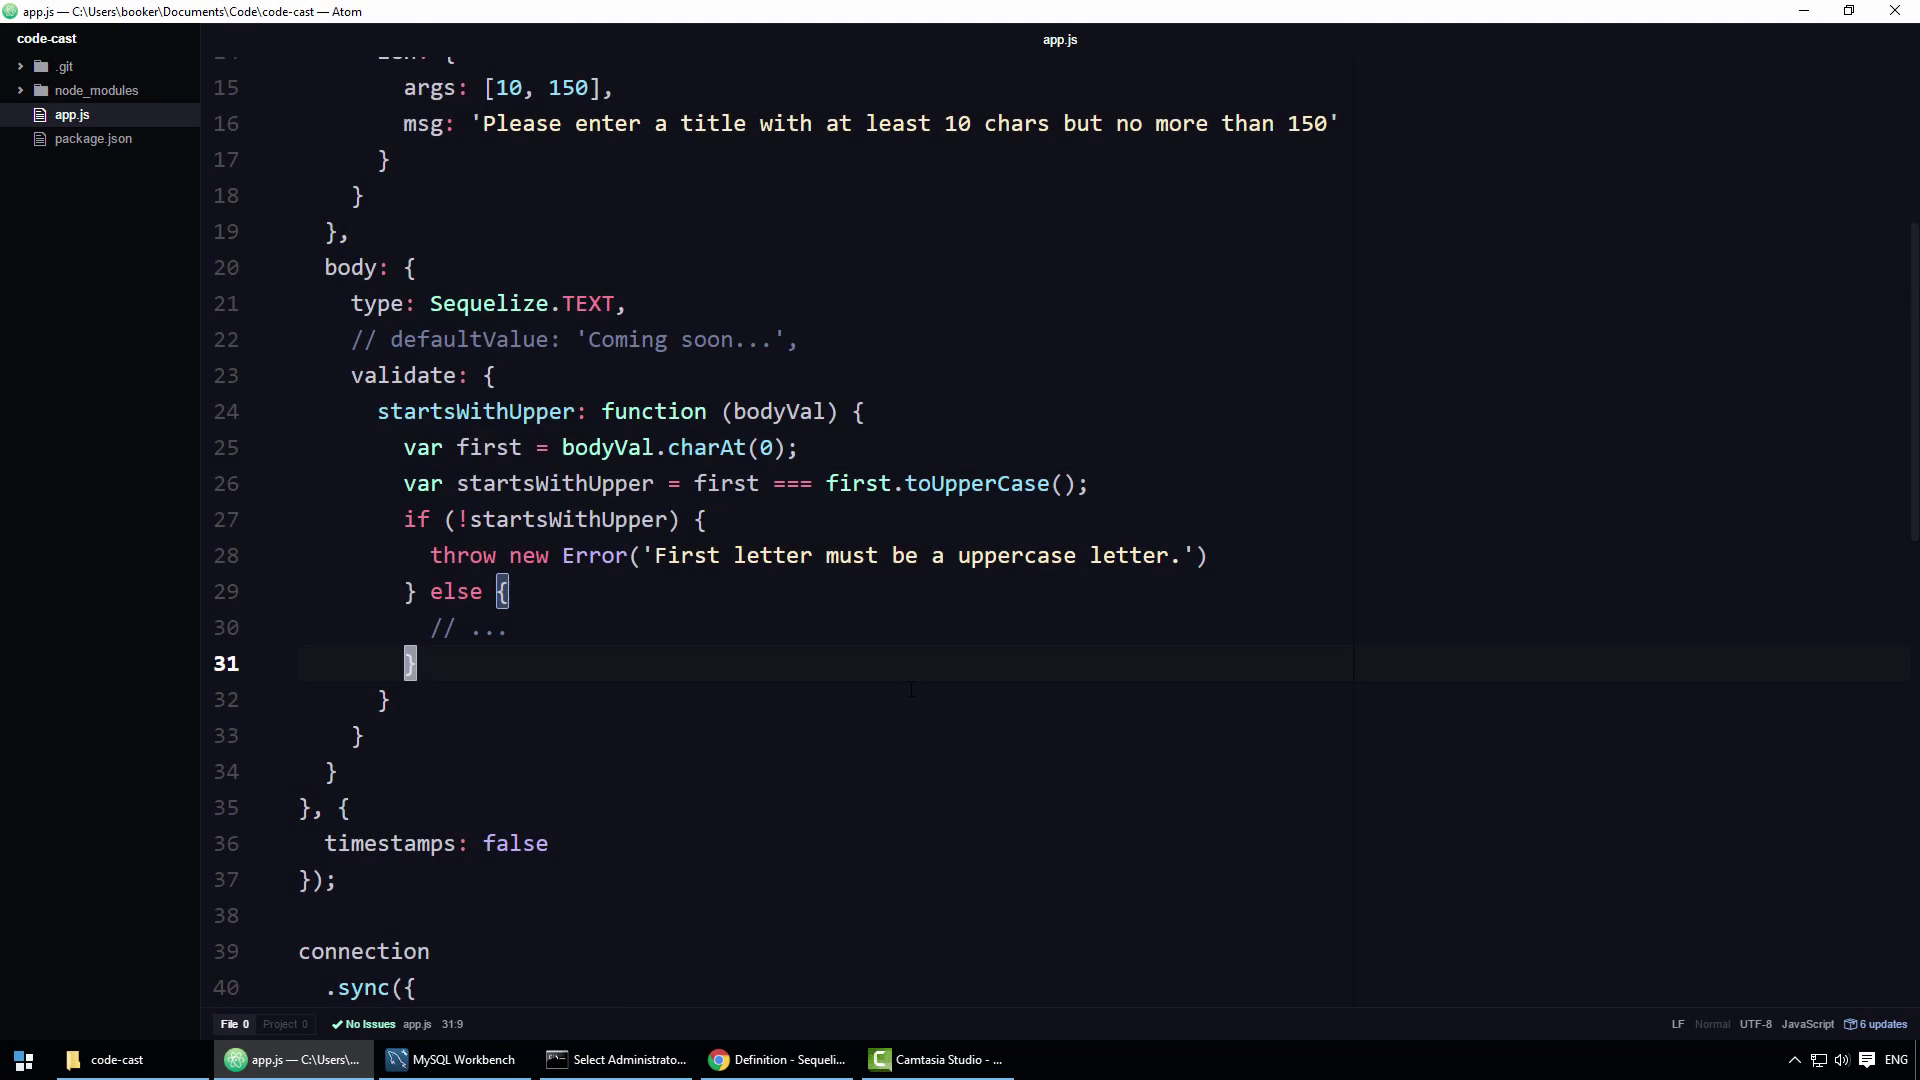 app.js — C:\Users\booker\Documents\Code\code-cast — Atom
code-cast
app.js
.git
node_modules
app.js
package.json
15 args: [10, 150],
16 msg: 'Please enter a title with at least 10 chars but no more than 150'
17 }
18 }
19 },
20 body: {
21 type: Sequelize.TEXT,
22 // defaultValue: 'Coming soon...',
23 validate: {
24 startsWithUpper: function (bodyVal) {
25 var first = bodyVal.charAt(0);
26 var startsWithUpper = first === first.toUpperCase();
27 if (!startsWithUpper) {
28 throw new Error('First letter must be a uppercase letter.')
29 } else {
30 // ...
31 }
32 }
33 }
34 }
35 }, {
36 timestamps: false
37 });
38
39 connection
40 .sync({
File 0 Project 0 No Issues app.js 31:9 LF Normal UTF-8 JavaScript 6 updates
code-cast app.js — C:\Users\... MySQL Workbench Select Administrato... Definition - Sequeli... Camtasia Studio - ... ENG